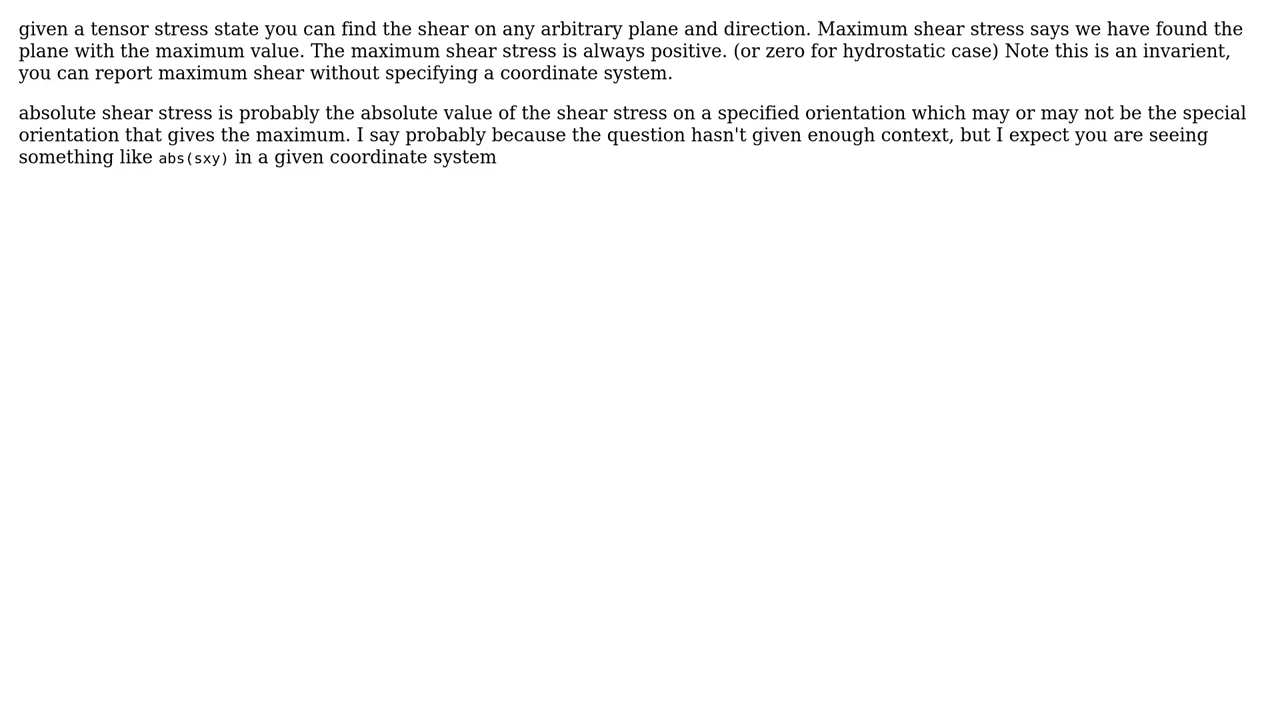 given a tensor stress state you can find the shear on any arbitrary plane and direction. Maximum shear stress says we have found the
plane with the maximum value. The maximum shear stress is always positive. (or zero for hydrostatic case) Note this is an invarient,
you can report maximum shear without specifying a coordinate system.
absolute shear stress is probably the absolute value of the shear stress on a specified orientation which may or may not be the special
orientation that gives the maximum. I say probably because the question hasn't given enough context, but I expect you are seeing
something like abs(sxy) in a given coordinate system